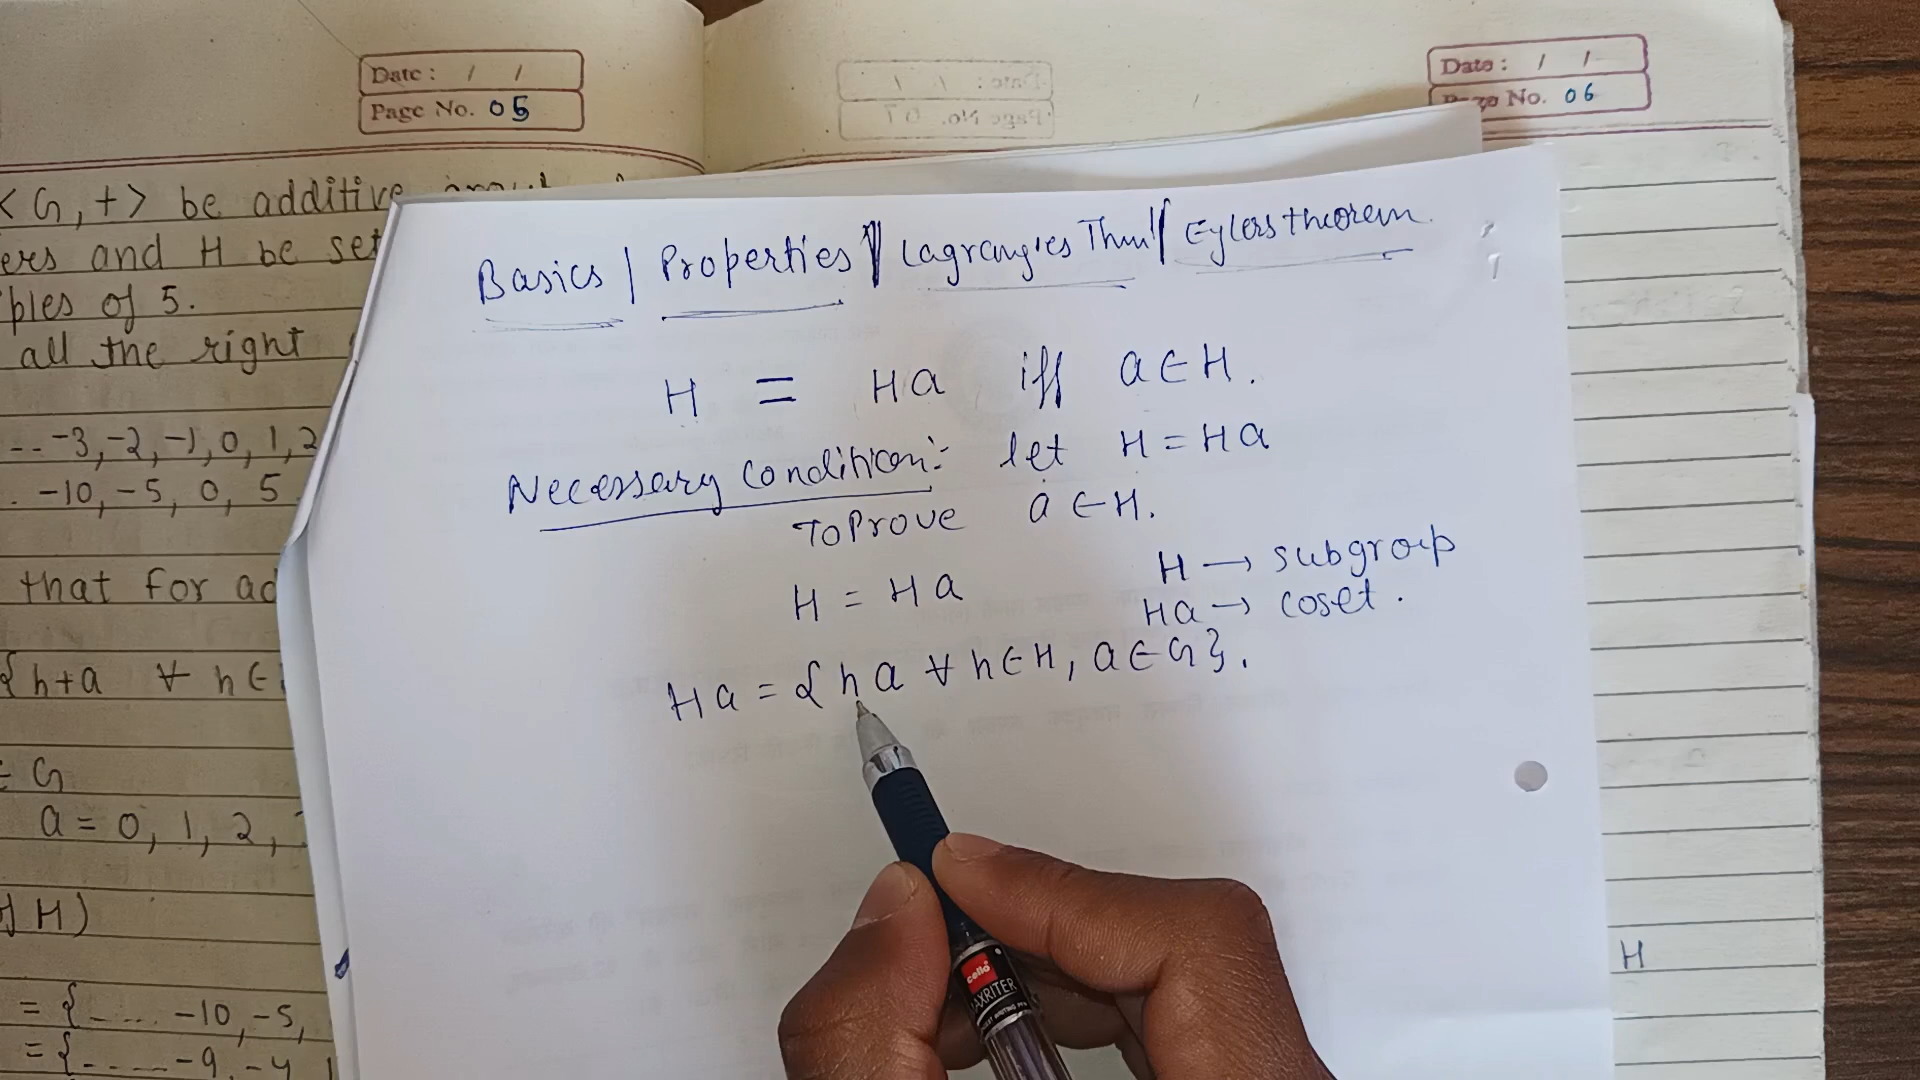 Date : / /
Page No. 05
Date : / /
No. 06
<G,+> be additive
ers and H be set
ples of 5.
all the right
-3,-2,-1,0,1,2
-10,-5, 0, 5
that for ad
{h+a ∀ h∈
= G
a = 0, 1, 2,
H)
= {..... -10,-5,
= {..... -9, -4
Basics | Properties || Lagrangies Thm || Eylers theorem
H = Ha iff a∈H.
Necessary condition:- let H = Ha
To Prove a∈H.
H = Ha
H → subgroup
Ha → coset.
Ha = {ha ∀ h∈H, a∈G}.
H
cello
MAXRITER